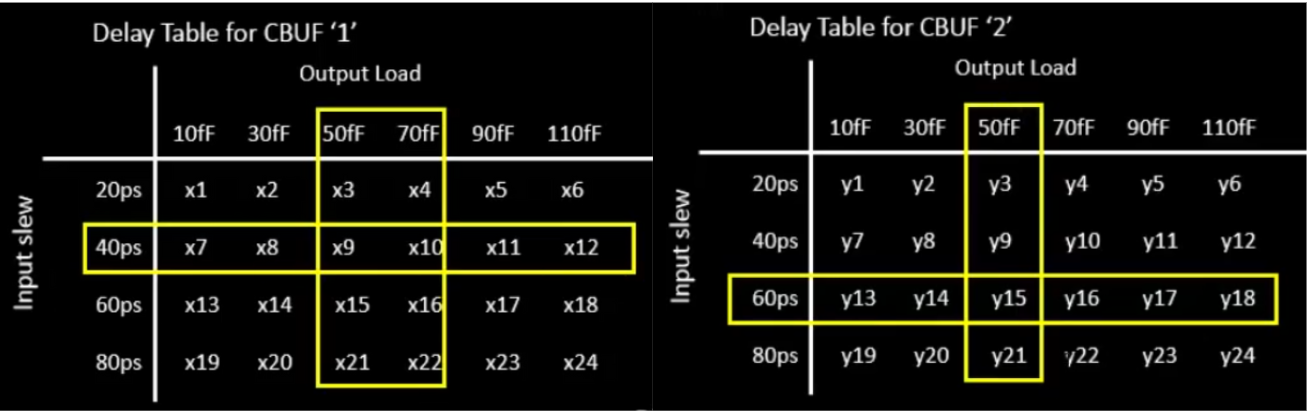 Delay Table for CBUF ‘1’
Output Load
10fF 30fF 50fF 70fF 90fF 110fF
Input slew
20ps x1 x2 x3 x4 x5 x6
40ps x7 x8 x9 x10 x11 x12
60ps x13 x14 x15 x16 x17 x18
80ps x19 x20 x21 x22 x23 x24
Delay Table for CBUF ‘2’
Output Load
10fF 30fF 50fF 70fF 90fF 110fF
Input slew
20ps y1 y2 y3 y4 y5 y6
40ps y7 y8 y9 y10 y11 y12
60ps y13 y14 y15 y16 y17 y18
80ps y19 y20 y21 y22 y23 y24